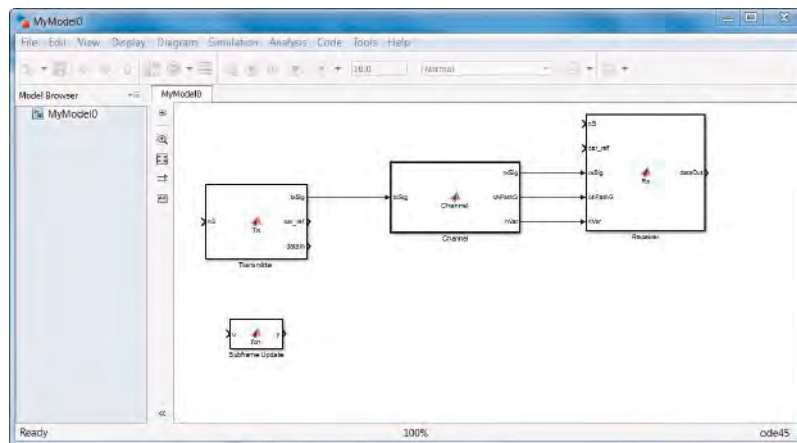 MyModel0
File Edit View Display Diagram Simulation Analysis Code Tools Help
10.0 Normal
Model Browser
MyModel0
MyModel0
nS
Tx
txSig
csr_ref
dataIn
Transmitter
txSig
Channel
rxSig
chPathG
nVar
Channel
nS
csr_ref
rxSig
chPathG
nVar
Rx
dataOut
Receiver
u
fcn
y
Subframe Update
Ready
100%
ode45